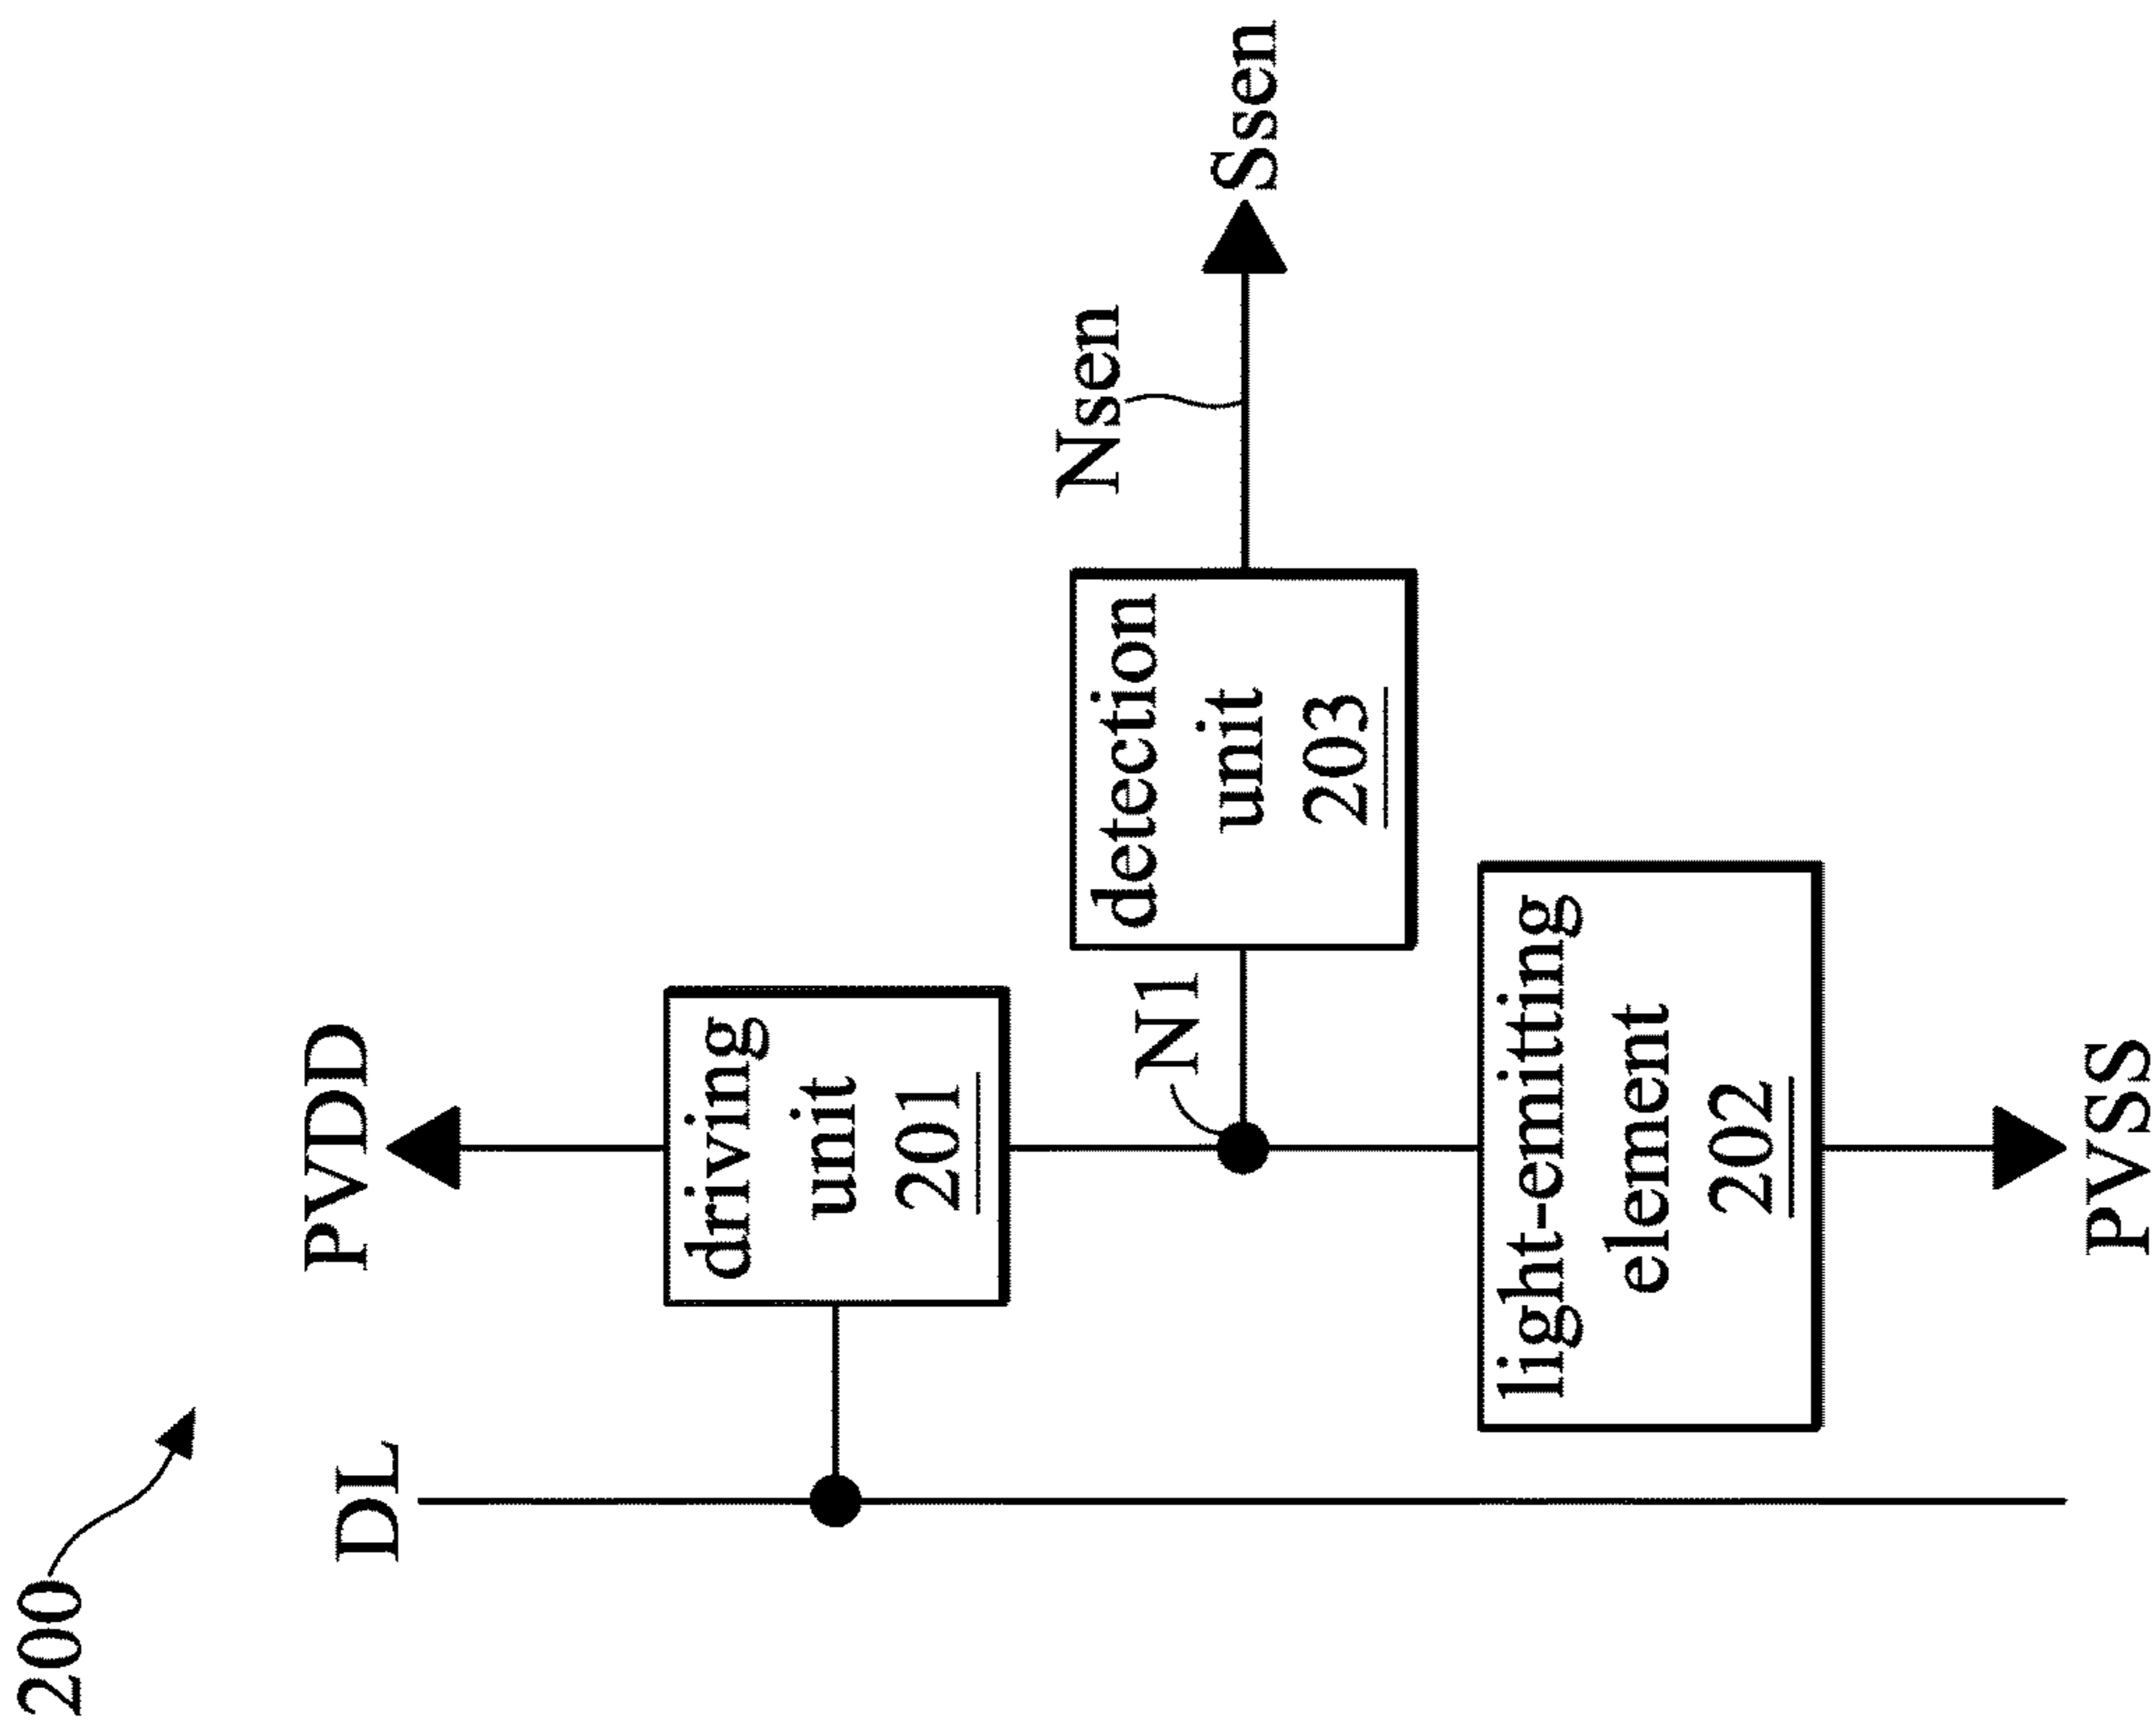 200
DL
PVDD
driving
unit
201
N1
detection
unit
203
Nsen
Ssen
light-emitting
element
202
PVSS